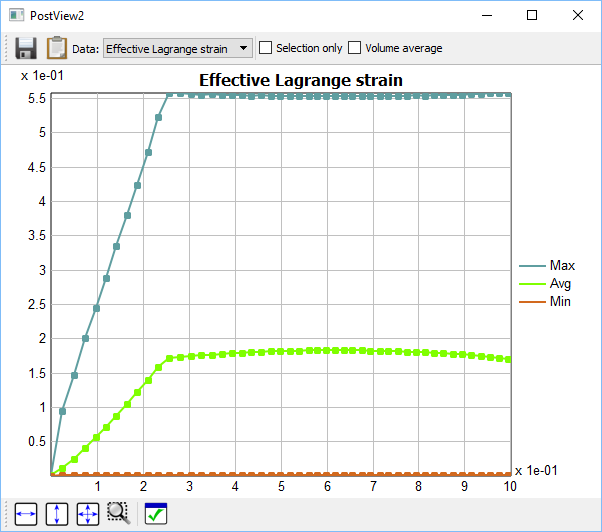 PostView2
Data: Effective Lagrange strain Selection only Volume average
x 1e-01
Effective Lagrange strain
5.5
5
4.5
4
3.5
3
2.5
2
1.5
1
0.5
Max
Avg
Min
1 2 3 4 5 6 7 8 9 10
x 1e-01